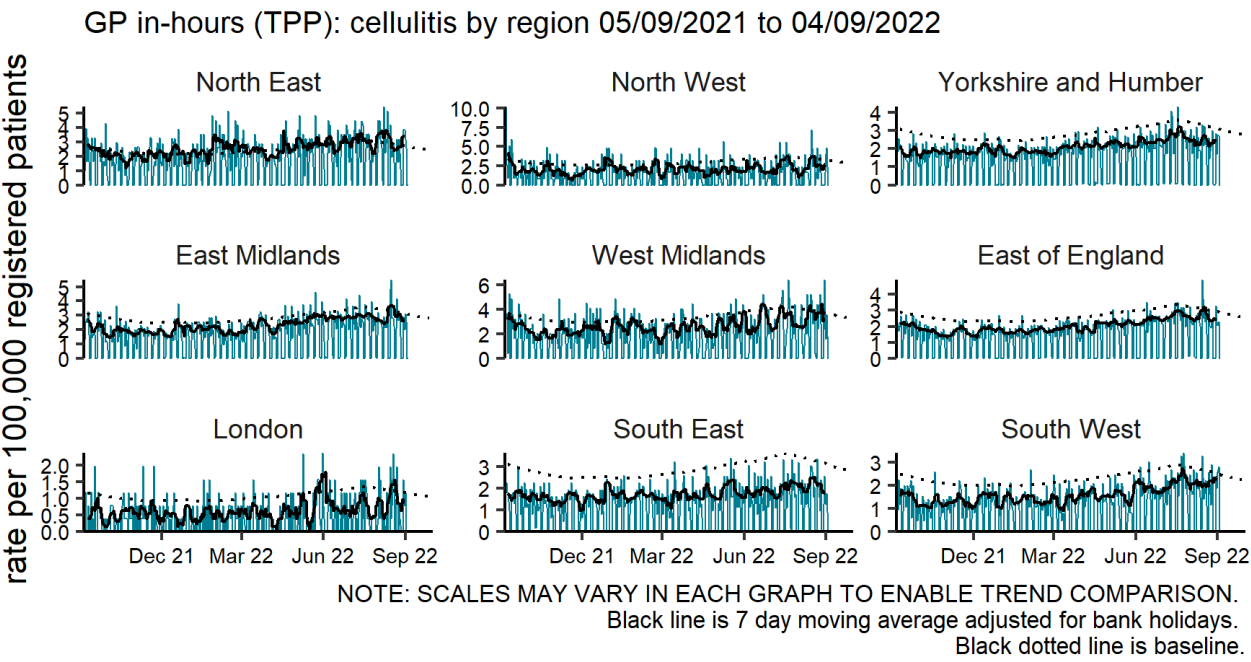 GP in-hours (TPP): cellulitis by region 05/09/2021 to 04/09/2022
rate per 100,000 registered patients
North East
5
4
3
2
1
0
North West
10.0
7.5
5.0
2.5
0.0
Yorkshire and Humber
4
3
2
1
0
East Midlands
5
4
3
2
1
0
West Midlands
6
4
2
0
East of England
4
3
2
1
0
London
2.0
1.5
1.0
0.5
0.0
Dec 21 Mar 22 Jun 22 Sep 22
South East
3
2
1
0
Dec 21 Mar 22 Jun 22 Sep 22
South West
3
2
1
0
Dec 21 Mar 22 Jun 22 Sep 22
NOTE: SCALES MAY VARY IN EACH GRAPH TO ENABLE TREND COMPARISON.
Black line is 7 day moving average adjusted for bank holidays.
Black dotted line is baseline.